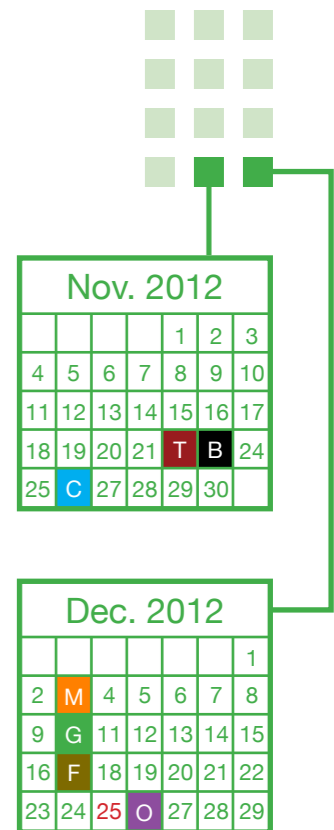 Nov. 2012
1 2 3
4 5 6 7 8 9 10
11 12 13 14 15 16 17
18 19 20 21 T B 24
25 C 27 28 29 30
Dec. 2012
1
2 M 4 5 6 7 8
9 G 11 12 13 14 15
16 F 18 19 20 21 22
23 24 25 O 27 28 29